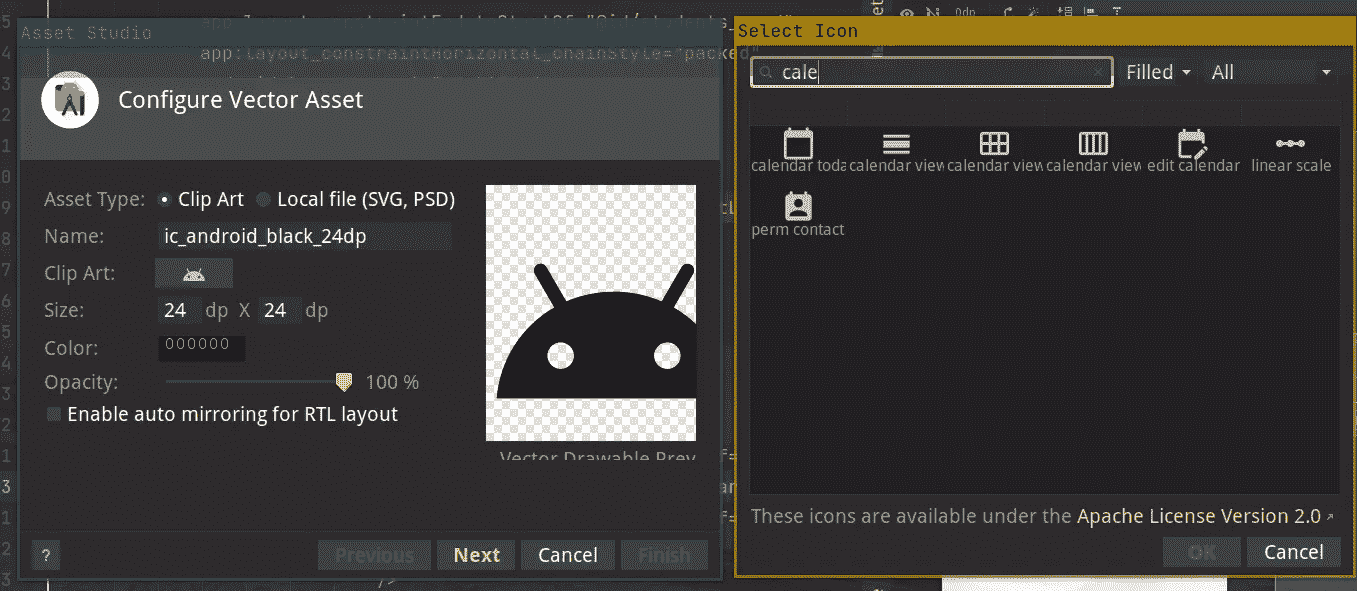 Asset Studio
Select Icon
app:layout_constraintHorizontal_chainStyle="packed"
cale
Filled
All
Configure Vector Asset
Asset Type:
Clip Art
Local file (SVG, PSD)
Name:
ic_android_black_24dp
Clip Art:
Size:
24 dp X 24 dp
Color:
000000
Opacity:
100 %
Enable auto mirroring for RTL layout
Vector Drawable Prev
?
Previous
Next
Cancel
Finish
0dp
calendar toda
calendar view
calendar view
calendar view
edit calendar
linear scale
perm contact
These icons are available under the Apache License Version 2.0
OK
Cancel
/>